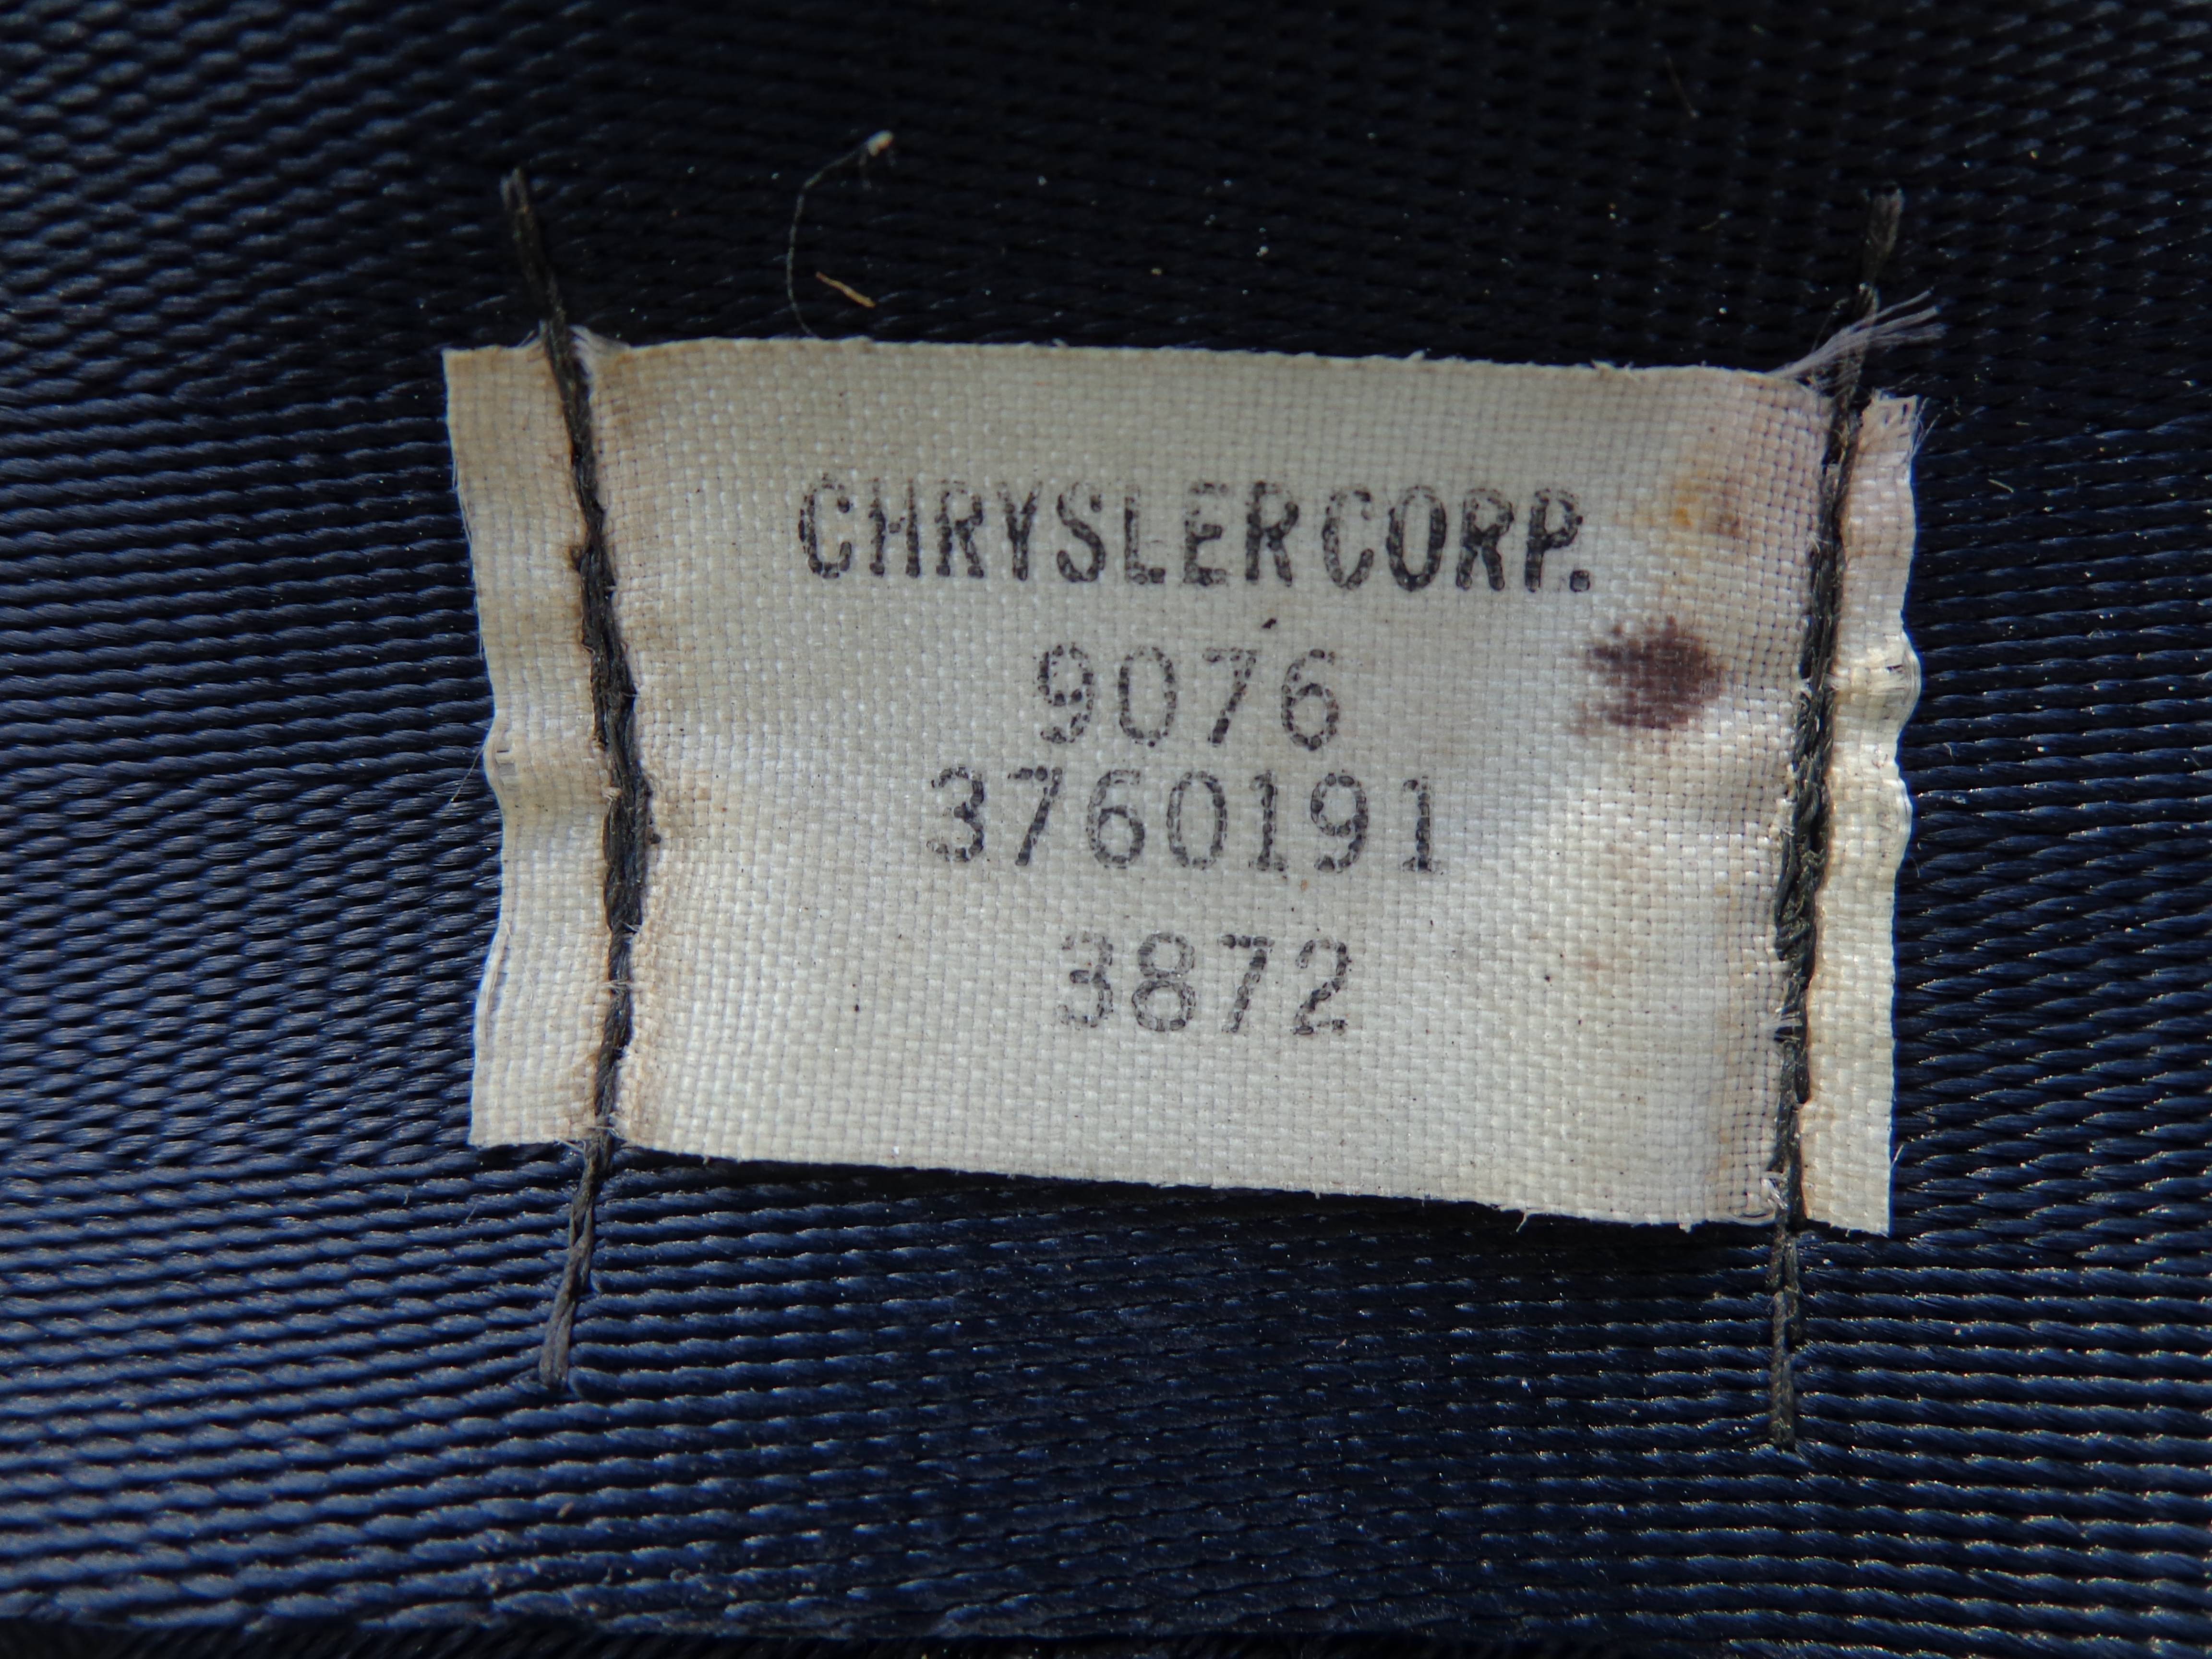 CHRYSLER CORP.
9076
3760191
3872